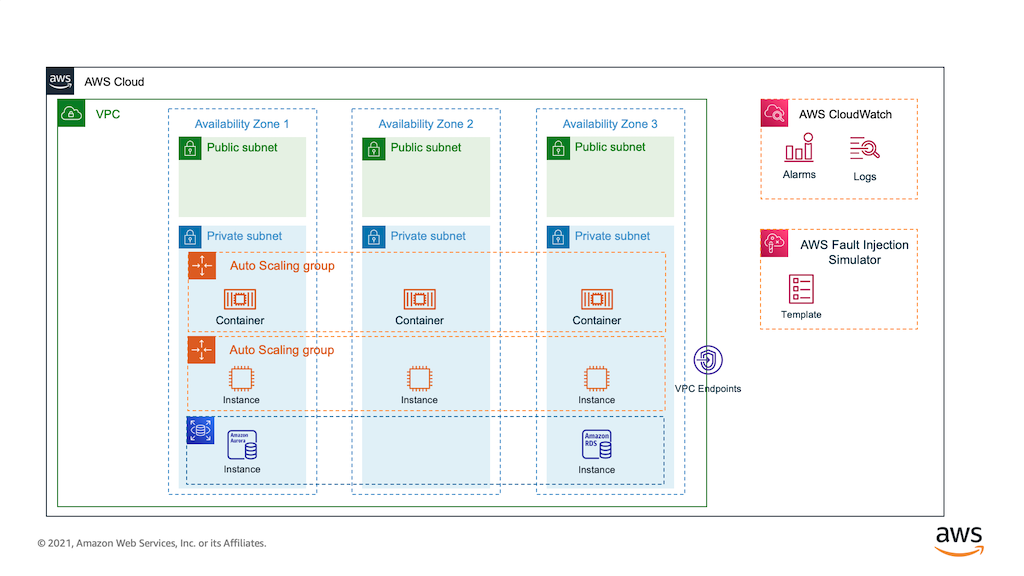 aws
AWS Cloud
VPC
Availability Zone 1
Availability Zone 2
Availability Zone 3
Public subnet
Public subnet
Public subnet
Private subnet
Private subnet
Private subnet
Auto Scaling group
Container
Container
Container
Auto Scaling group
Instance
Instance
Instance
Amazon
Aurora
Instance
Amazon
RDS
Instance
VPC Endpoints
AWS CloudWatch
Alarms
Logs
AWS Fault Injection
Simulator
Template
© 2021, Amazon Web Services, Inc. or its Affiliates.
aws